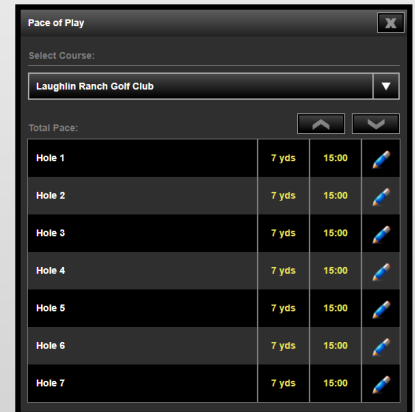 Pace of Play X
Select Course:
Laughlin Ranch Golf Club
Total Pace:
Hole 1 7 yds 15:00
Hole 2 7 yds 15:00
Hole 3 7 yds 15:00
Hole 4 7 yds 15:00
Hole 5 7 yds 15:00
Hole 6 7 yds 15:00
Hole 7 7 yds 15:00